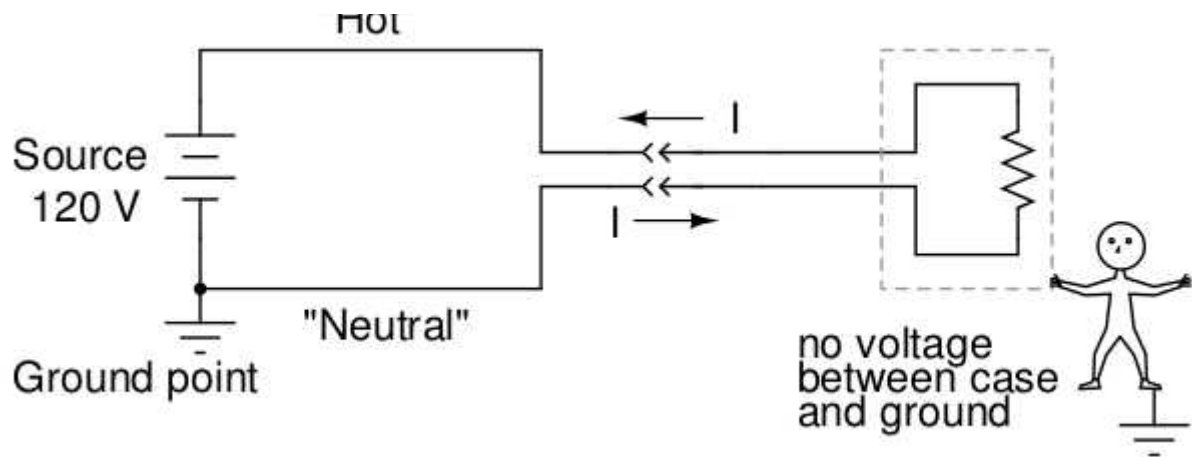 Hot
I
Source
120 V
I
"Neutral"
Ground point
no voltage
between case
and ground